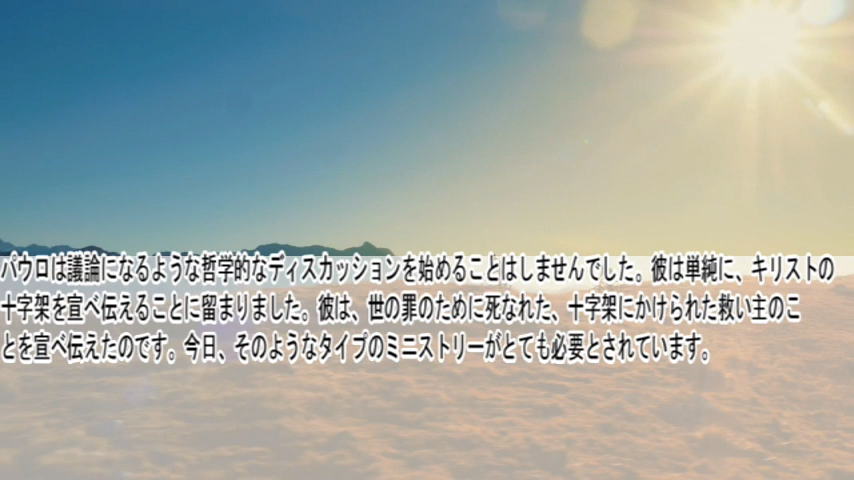 パウロは議論になるような哲学的なディスカッションを始めることはしませんでした。彼は単純に、キリストの
十字架を宣べ伝えることに留まりました。彼は、世の罪のために死なれた、十字架にかけられた救い主のこ
とを宣べ伝えたのです。今日、そのようなタイプのミニストリーがとても必要とされています。